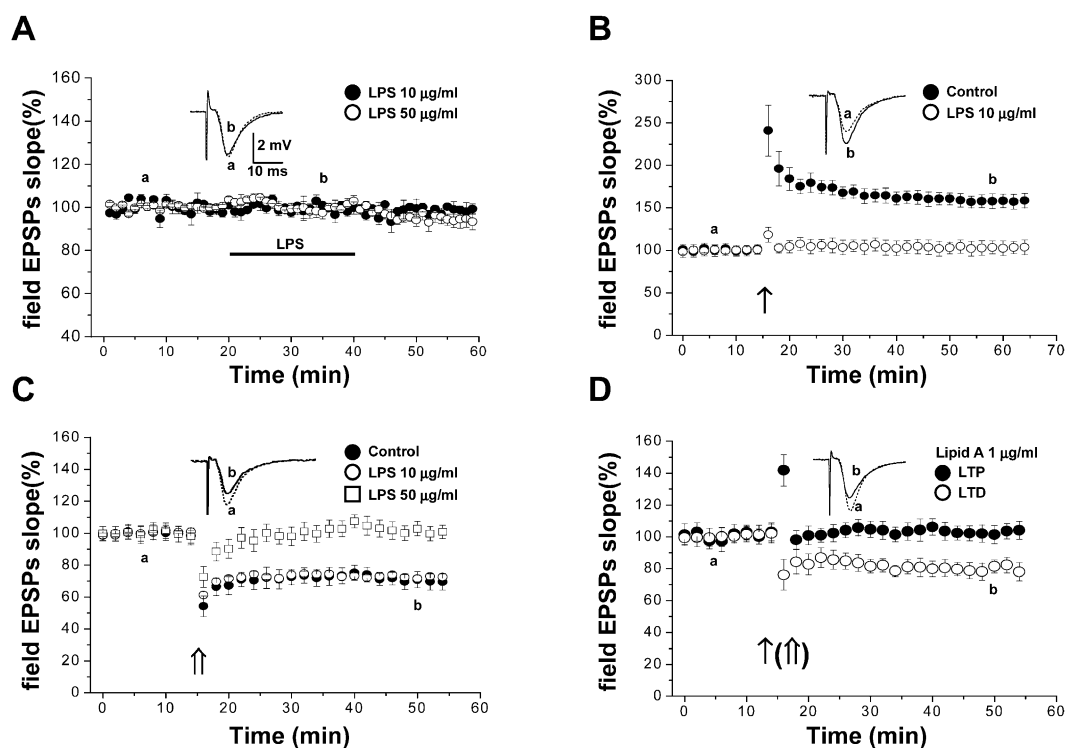 A
field EPSPs slope(%)
160
140
120
100
80
60
40
LPS 10 µg/ml
LPS 50 µg/ml
b
a
2 mV
10 ms
a
b
LPS
0
10
20
30
40
50
60
Time (min)
B
field EPSPs slope(%)
300
250
200
150
100
50
0
Control
LPS 10 µg/ml
a
b
a
b
↑
0
10
20
30
40
50
60
70
Time (min)
C
field EPSPs slope(%)
160
140
120
100
80
60
40
20
0
Control
LPS 10 µg/ml
LPS 50 µg/ml
b
a
a
b
⇑
0
10
20
30
40
50
60
Time (min)
D
field EPSPs slope(%)
160
140
120
100
80
60
40
20
0
Lipid A 1 µg/ml
LTP
LTD
b
a
a
b
↑(⇑)
0
10
20
30
40
50
60
Time (min)